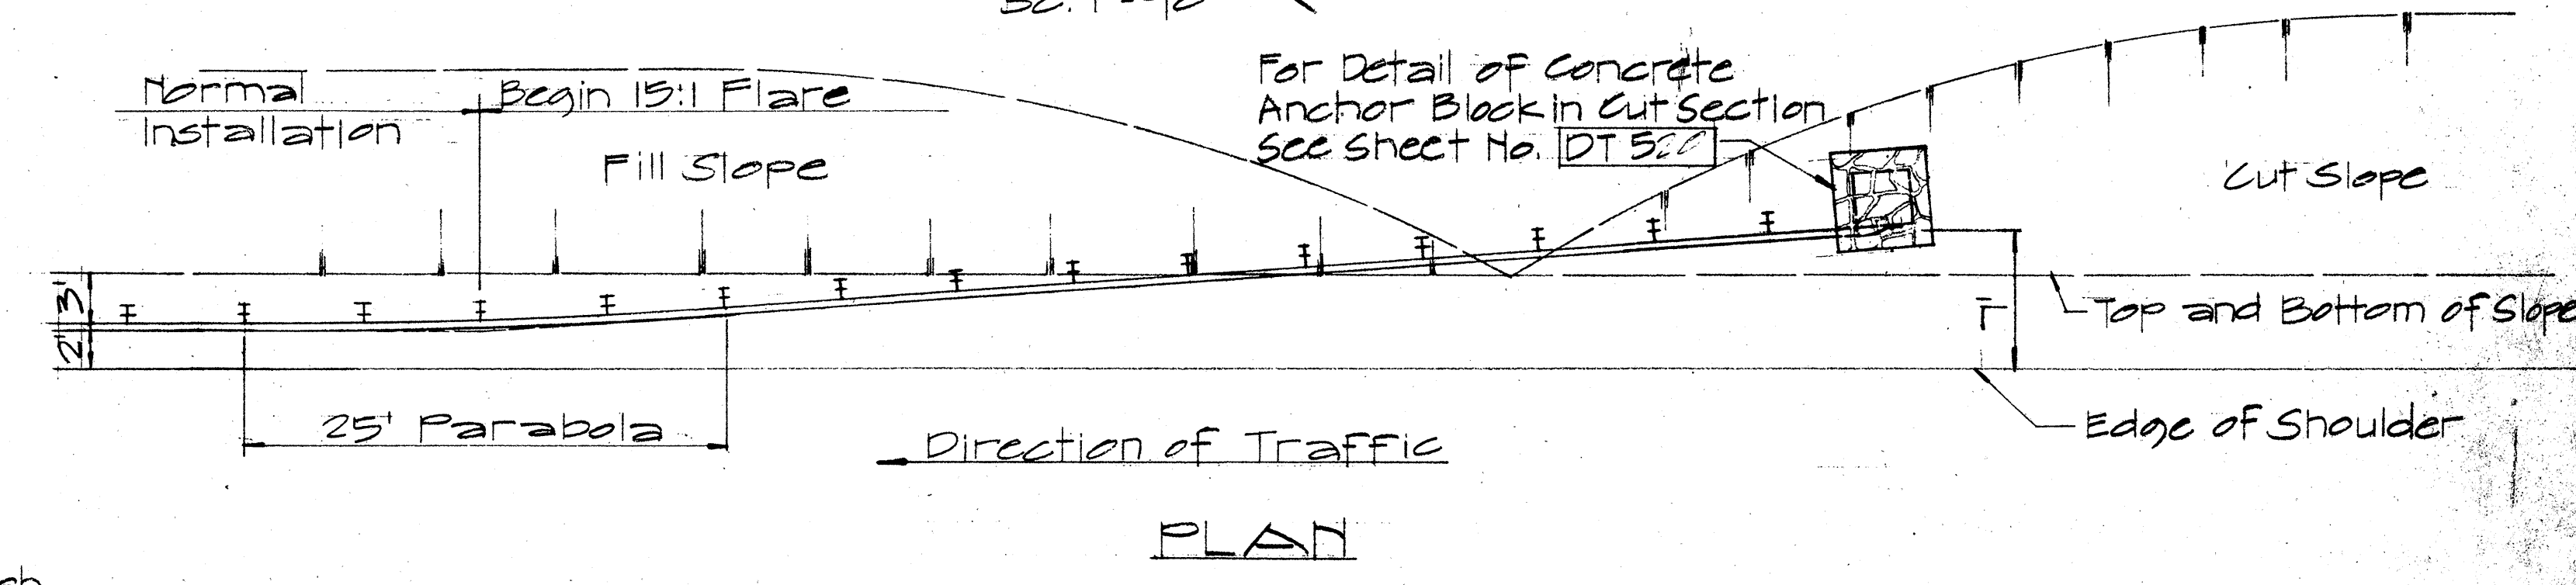 Normal
Installation
Begin 15:1 Flare
Fill Slope
For Detail of Concrete
Anchor Block in Cut Section
See Sheet No. DT
Cut Slope
3'
2'
Top and Bottom of Slope
25' Parabola
Direction of Traffic
Edge of Shoulder
PLAN